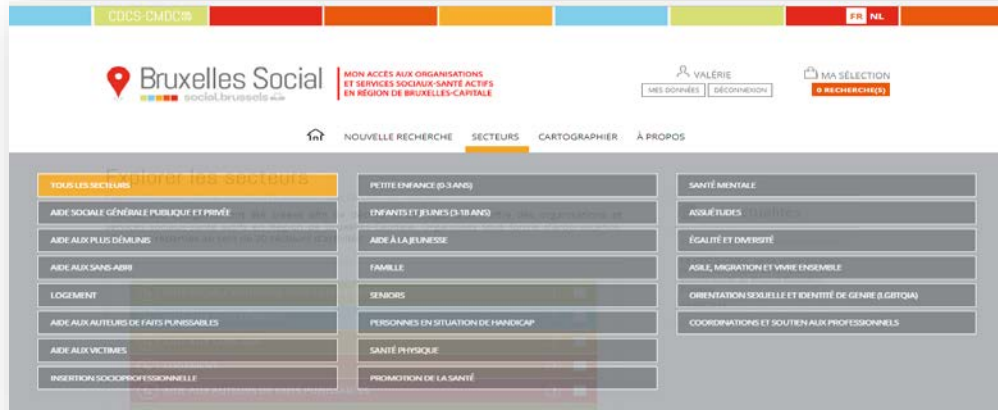 CDCS-CMDC
FR NL
Bruxelles Social
social.brussels
MON ACCÈS AUX ORGANISATIONS
ET SERVICES SOCIAUX-SANTÉ ACTIFS
EN RÉGION DE BRUXELLES-CAPITALE
VALÉRIE
MES DONNÉES DÉCONNEXION
MA SÉLECTION
0 RECHERCHE(S)
NOUVELLE RECHERCHE SECTEURS CARTOGRAPHIER À PROPOS
Explorer les secteurs
TOUS LES SECTEURS
AIDE SOCIALE GÉNÉRALE PUBLIQUE ET PRIVÉE
AIDE AUX PLUS DÉMUNIS
AIDE AUX SANS-ABRI
LOGEMENT
AIDE AUX AUTEURS DE FAITS PUNISSABLES
AIDE AUX VICTIMES
INSERTION SOCIOPROFESSIONNELLE
PETITE ENFANCE (0-3 ANS)
ENFANTS ET JEUNES (3-18 ANS)
AIDE À LA JEUNESSE
FAMILLE
SENIORS
PERSONNES EN SITUATION DE HANDICAP
SANTÉ PHYSIQUE
PROMOTION DE LA SANTÉ
SANTÉ MENTALE
ASSUÉTUDES
ÉGALITÉ ET DIVERSITÉ
ASILE, MIGRATION ET VIVRE ENSEMBLE
ORIENTATION SEXUELLE ET IDENTITÉ DE GENRE (LGBTQIA)
COORDINATIONS ET SOUTIEN AUX PROFESSIONNELS
AIDE AUX AUTEURS DE FAITS PUNISSABLES